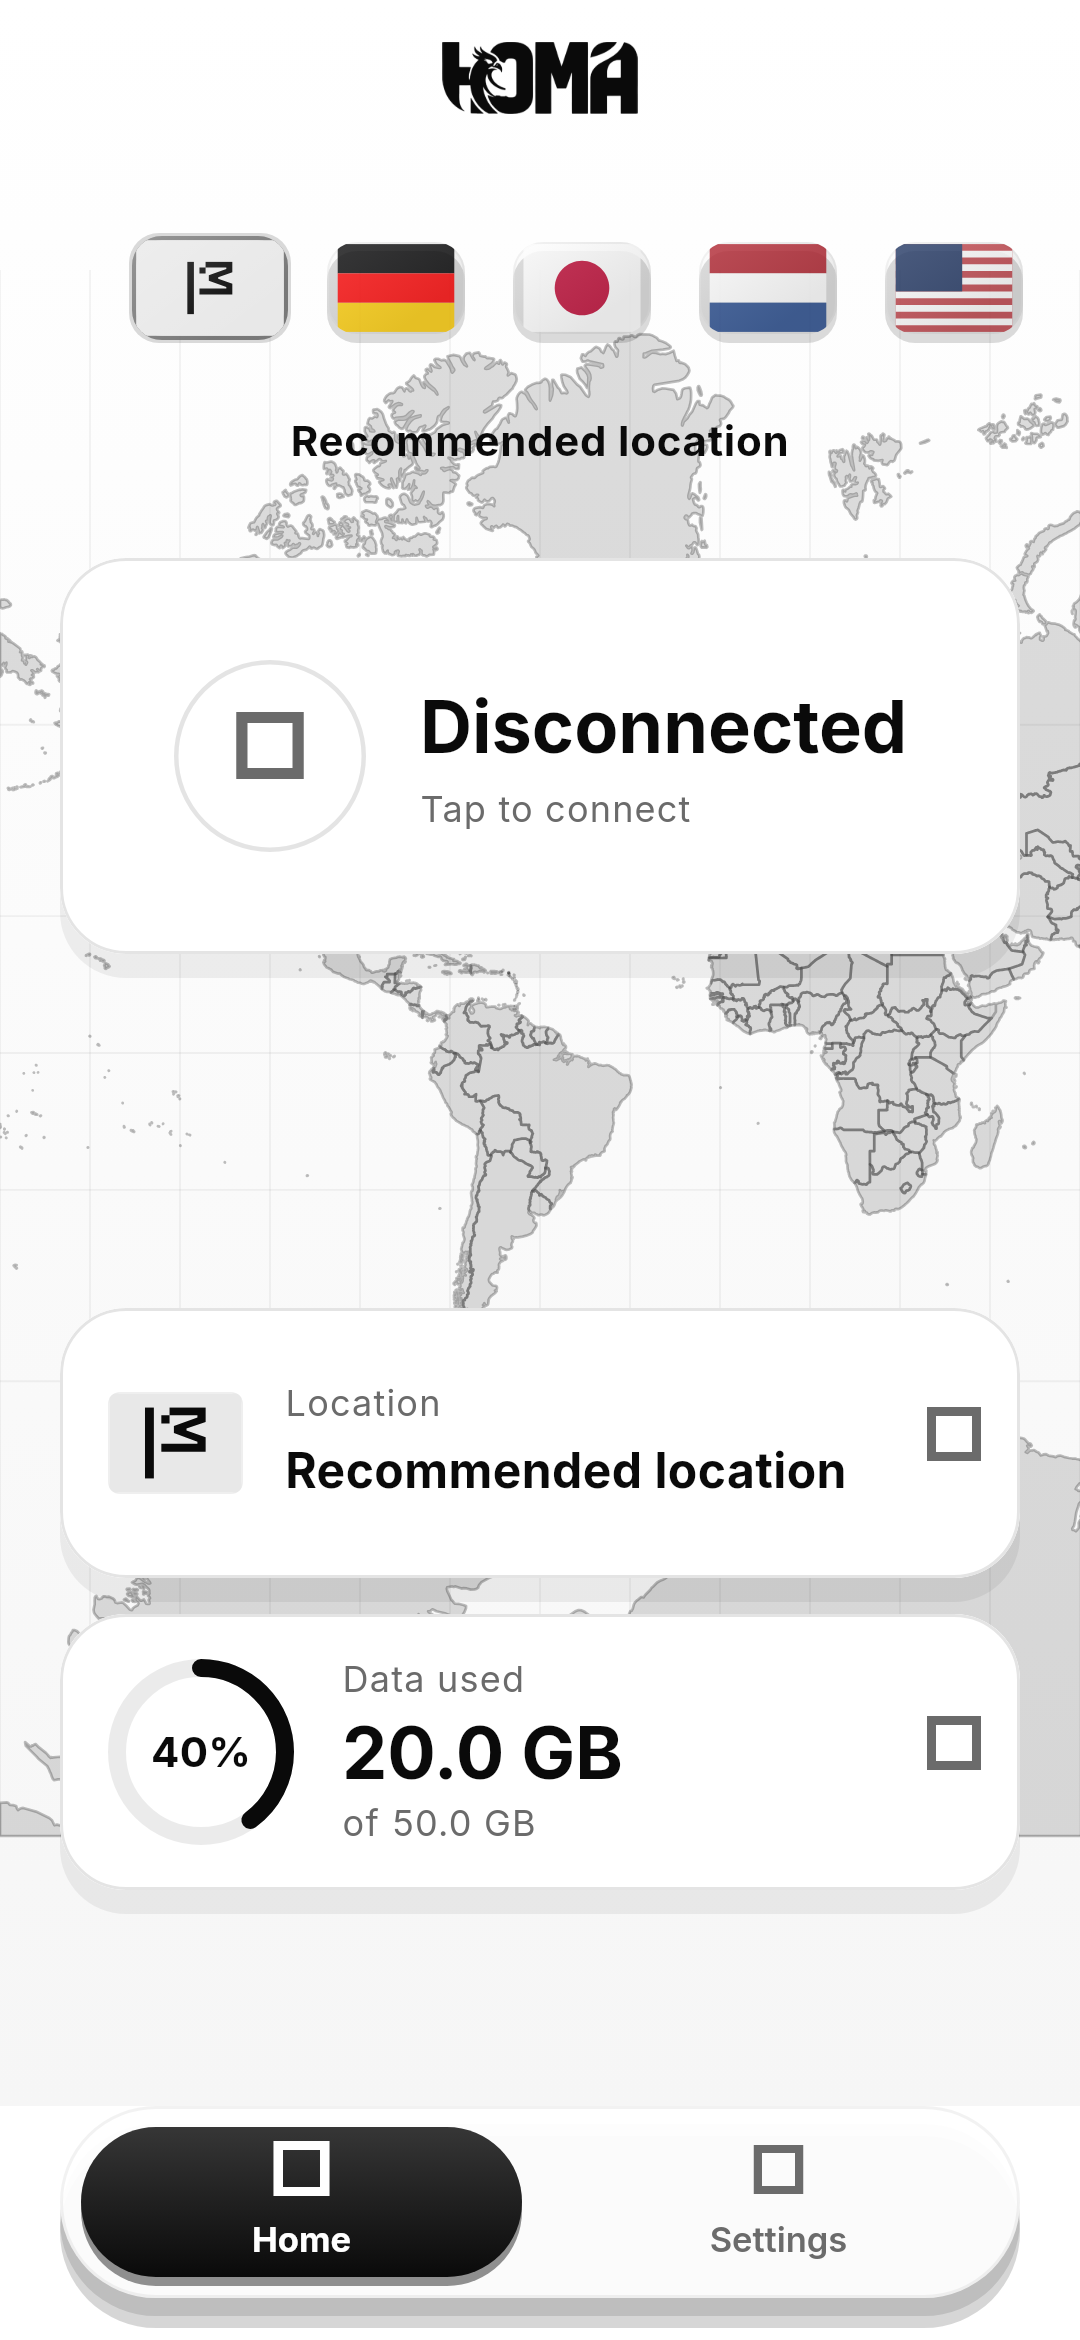 HOMA
Recommended location
Disconnected
Tap to connect
Location
Recommended location
40%
Data used
20.0 GB
of 50.0 GB
Home
Settings